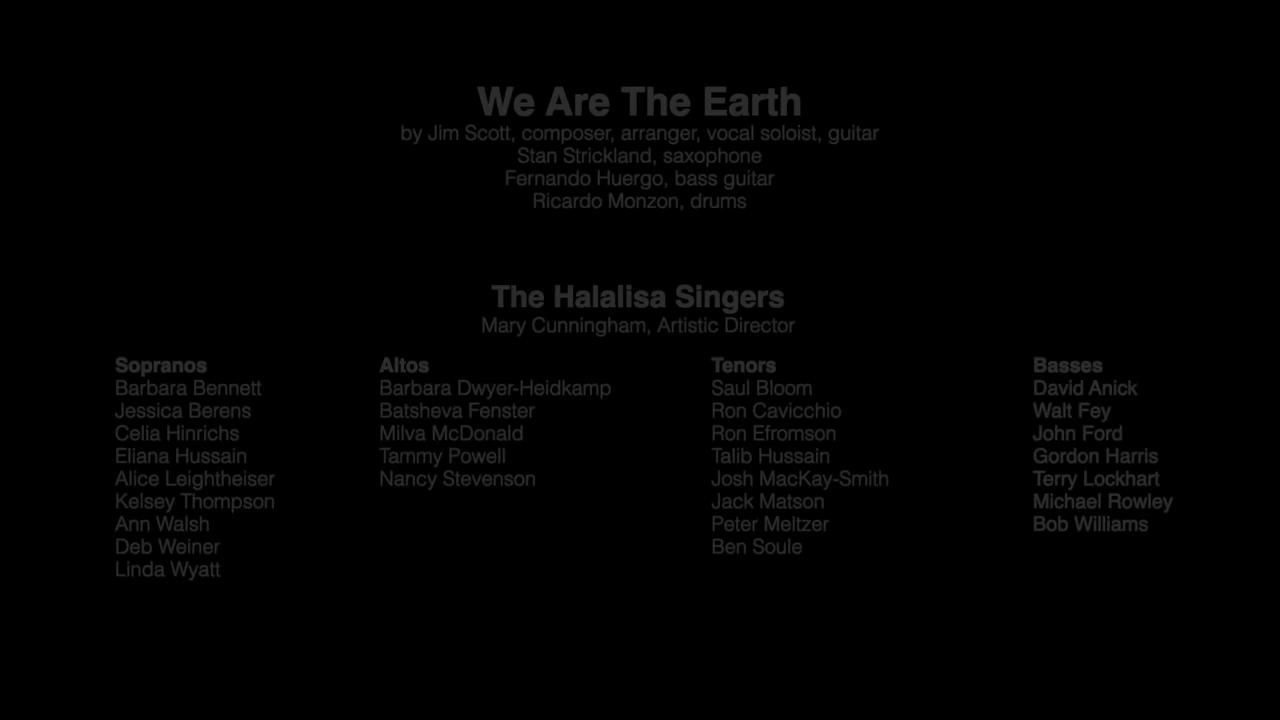 We Are The Earth
by Jim Scott, composer, arranger, vocal soloist, guitar
Stan Strickland, saxophone
Fernando Huergo, bass guitar
Ricardo Monzon, drums
The Halalisa Singers
Mary Cunningham, Artistic Director
Sopranos
Barbara Bennett
Jessica Berens
Celia Hinrichs
Eliana Hussain
Alice Leightheiser
Kelsey Thompson
Ann Walsh
Deb Weiner
Linda Wyatt
Altos
Barbara Dwyer-Heidkamp
Batsheva Fenster
Milva McDonald
Tammy Powell
Nancy Stevenson
Tenors
Saul Bloom
Ron Cavicchio
Ron Efromson
Talib Hussain
Josh MacKay-Smith
Jack Matson
Peter Meltzer
Ben Soule
Basses
David Anick
Walt Fey
John Ford
Gordon Harris
Terry Lockhart
Michael Rowley
Bob Williams